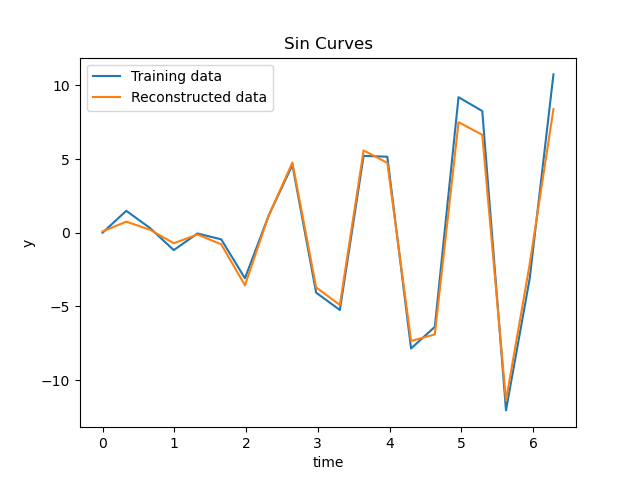 Sin Curves
Training data
Reconstructed data
10
5
0
−5
−10
y
0 1 2 3 4 5 6
time